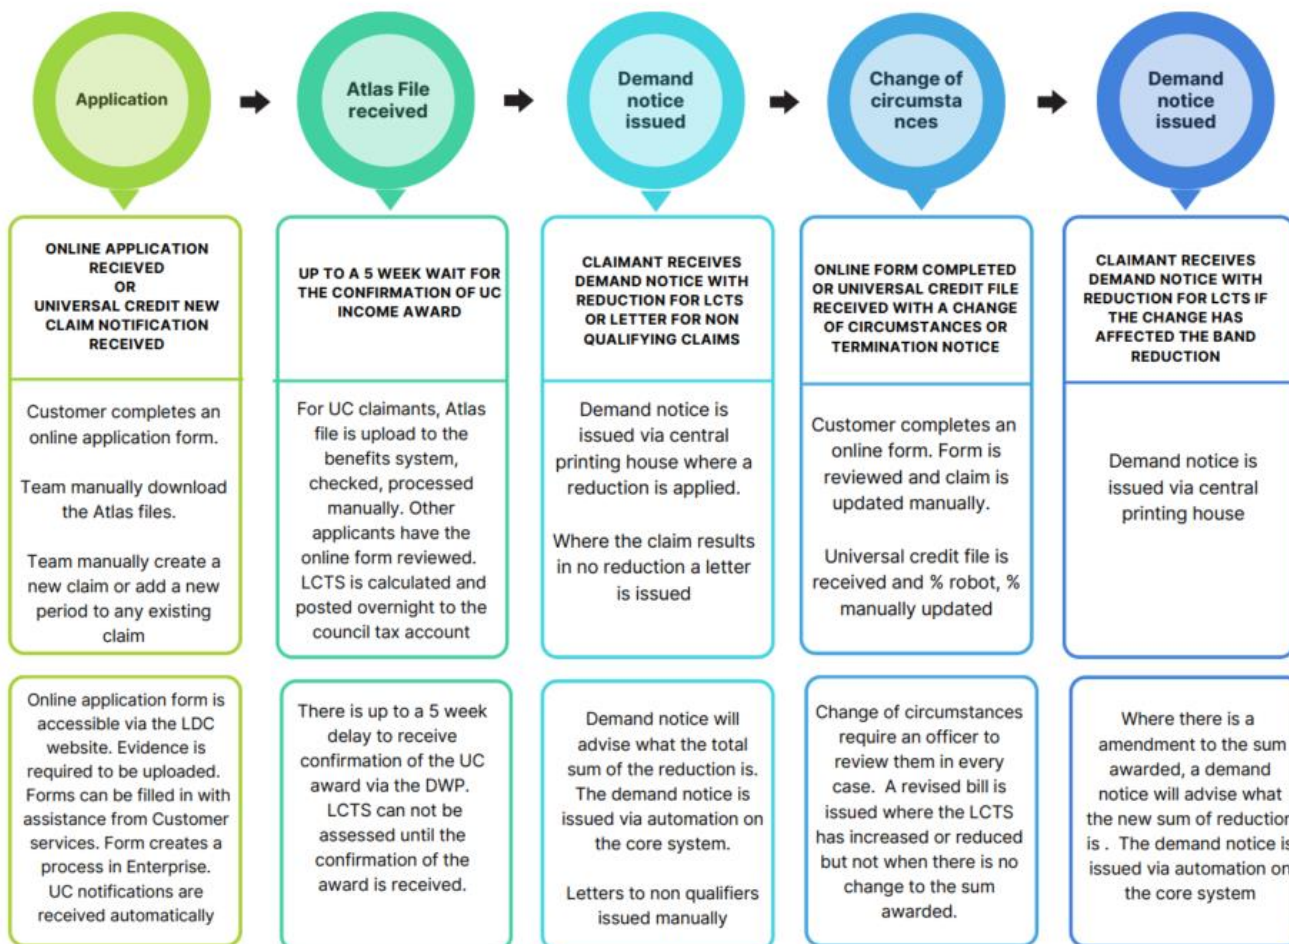 Application
Atlas File
received
Demand
notice
issued
Change of
circumsta
nces
Demand
notice
issued
ONLINE APPLICATION
RECIEVED
OR
UNIVERSAL CREDIT NEW
CLAIM NOTIFICATION
RECEIVED
UP TO A 5 WEEK WAIT FOR
THE CONFIRMATION OF UC
INCOME AWARD
CLAIMANT RECEIVES
DEMAND NOTICE WITH
REDUCTION FOR LCTS
OR LETTER FOR NON
QUALIFYING CLAIMS
ONLINE FORM COMPLETED
OR UNIVERSAL CREDIT FILE
RECEIVED WITH A CHANGE
OF CIRCUMSTANCES OR
TERMINATION NOTICE
CLAIMANT RECEIVES
DEMAND NOTICE WITH
REDUCTION FOR LCTS IF
THE CHANGE HAS
AFFECTED THE BAND
REDUCTION
Customer completes an
online application form.
Team manually download
the Atlas files.
Team manually create a
new claim or add a new
period to any existing
claim
For UC claimants, Atlas
file is upload to the
benefits system,
checked, processed
manually. Other
applicants have the
online form reviewed.
LCTS is calculated and
posted overnight to the
council tax account
Demand notice is
issued via central
printing house where a
reduction is applied.
Where the claim results
in no reduction a letter
is issued
Customer completes an
online form. Form is
reviewed and claim is
updated manually.
Universal credit file is
received and % robot, %
manually updated
Demand notice is
issued via central
printing house
Online application form is
accessible via the LDC
website. Evidence is
required to be uploaded.
Forms can be filled in with
assistance from Customer
services. Form creates a
process in Enterprise.
UC notifications are
received automatically
There is up to a 5 week
delay to receive
confirmation of the UC
award via the DWP.
LCTS can not be
assessed until the
confirmation of the
award is received.
Demand notice will
advise what the total
sum of the reduction is.
The demand notice is
issued via automation on
the core system.
Letters to non qualifiers
issued manually
Change of circumstances
require an officer to
review them in every
case. A revised bill is
issued where the LCTS
has increased or reduced
but not when there is no
change to the sum
awarded.
Where there is a
amendment to the sum
awarded, a demand
notice will advise what
the new sum of reduction
is . The demand notice is
issued via automation on
the core system